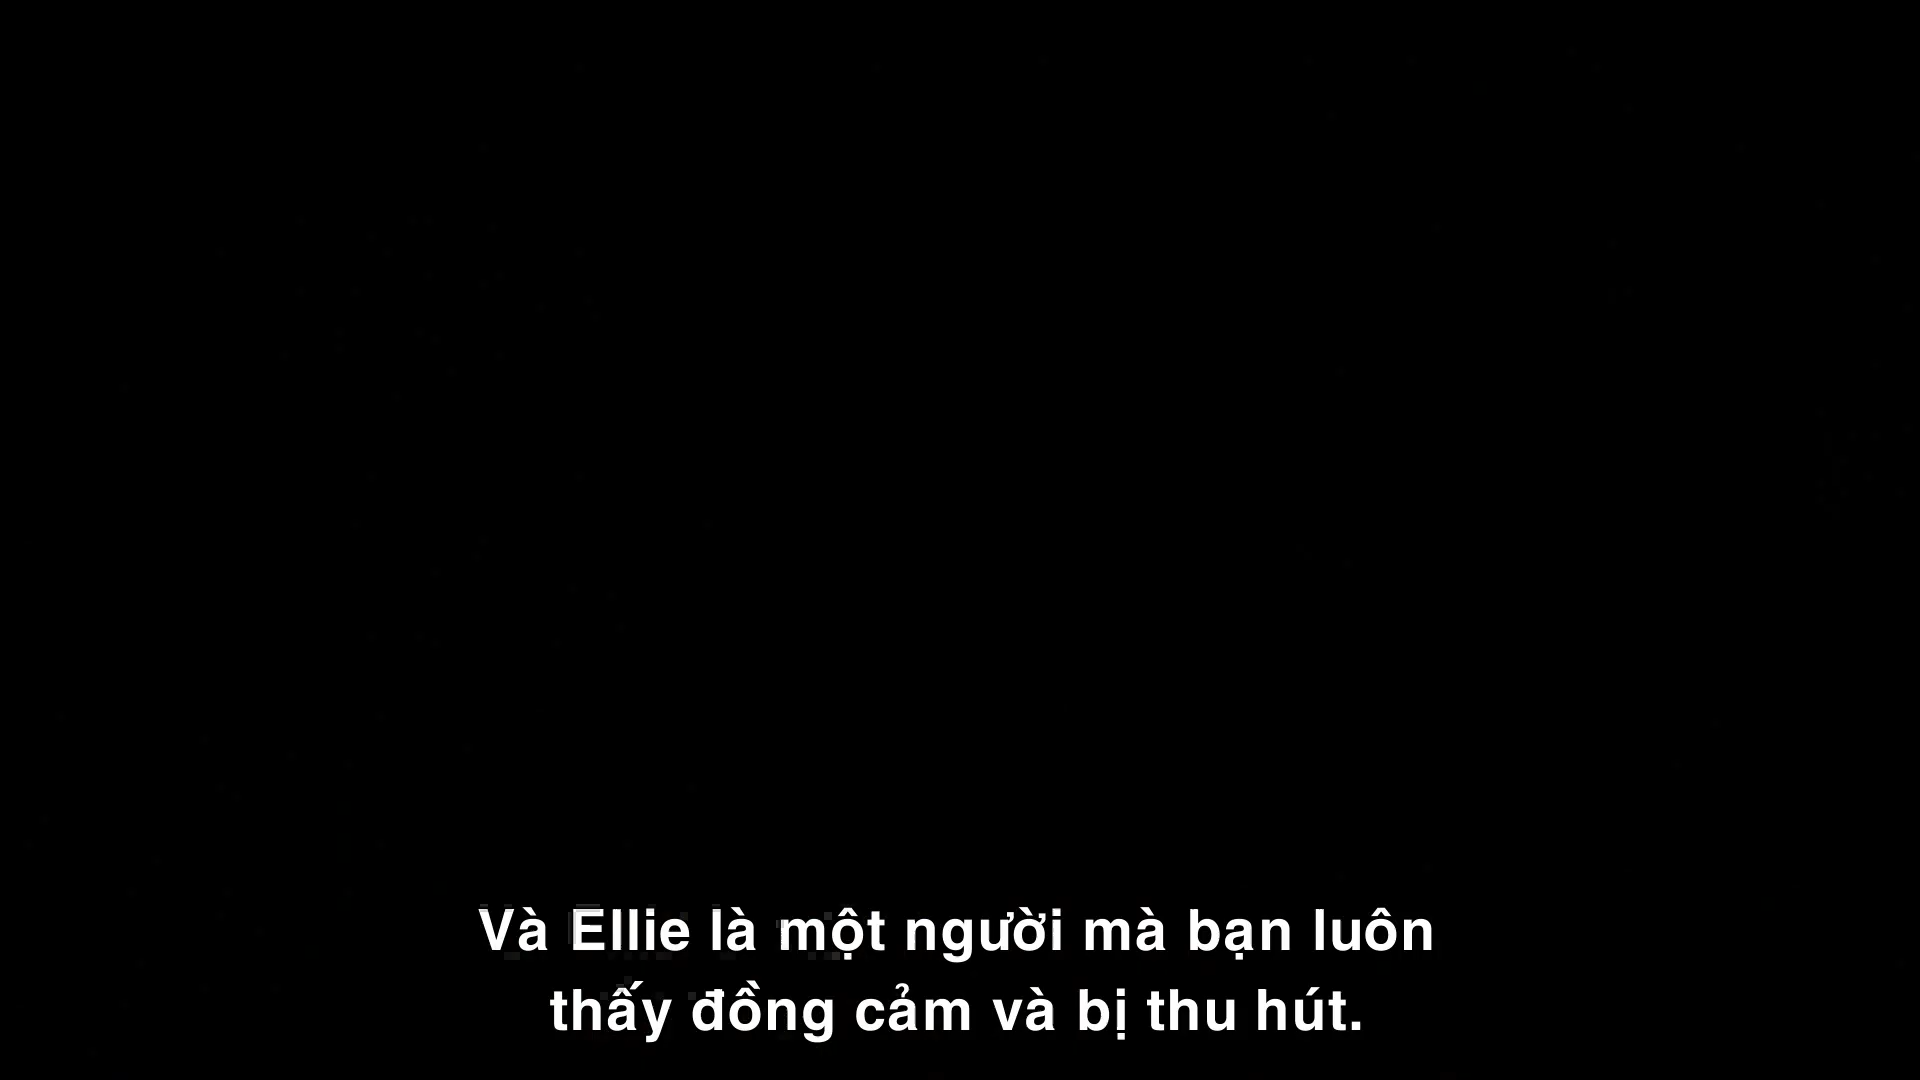 Và Ellie là một người mà bạn luôn
thấy đồng cảm và bị thu hút.